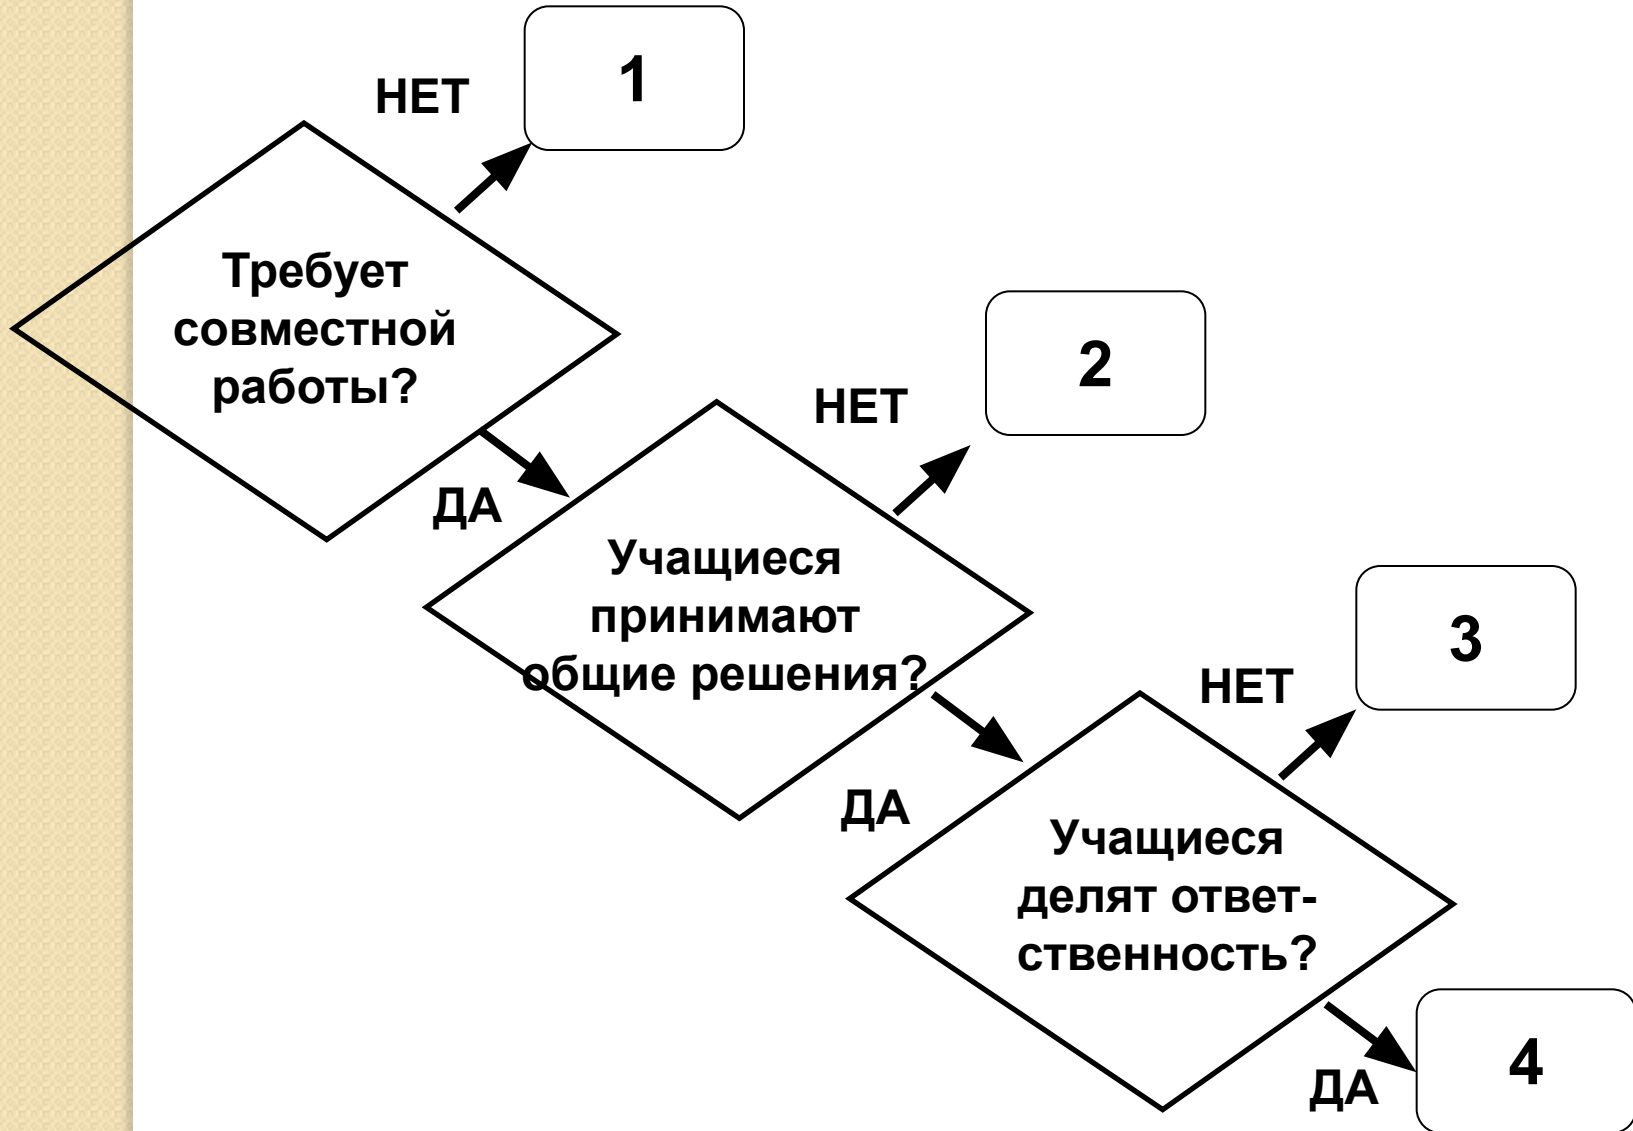 1
НЕТ
Требует
совместной
работы?
ДА
2
НЕТ
Учащиеся
принимают
общие решения?
ДА
3
НЕТ
Учащиеся
делят ответ-
ственность?
ДА
4